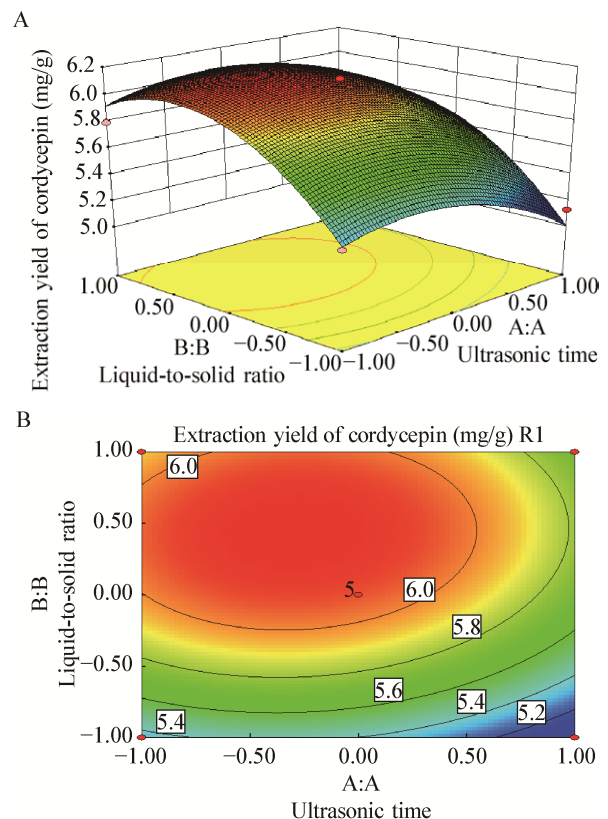 A
Extraction yield of cordycepin (mg/g)
6.2
6.0
5.8
5.6
5.4
5.2
5.0
1.00
0.50
0.00
−0.50
−1.00
B:B
Liquid-to-solid ratio
−1.00
−0.50
0.00
0.50
1.00
A:A
Ultrasonic time
B
Extraction yield of cordycepin (mg/g) R1
B:B
Liquid-to-solid ratio
1.00
0.50
0.00
−0.50
−1.00
6.0
5
6.0
5.8
5.6
5.4
5.4
5.2
−1.00
−0.50
0.00
0.50
1.00
A:A
Ultrasonic time